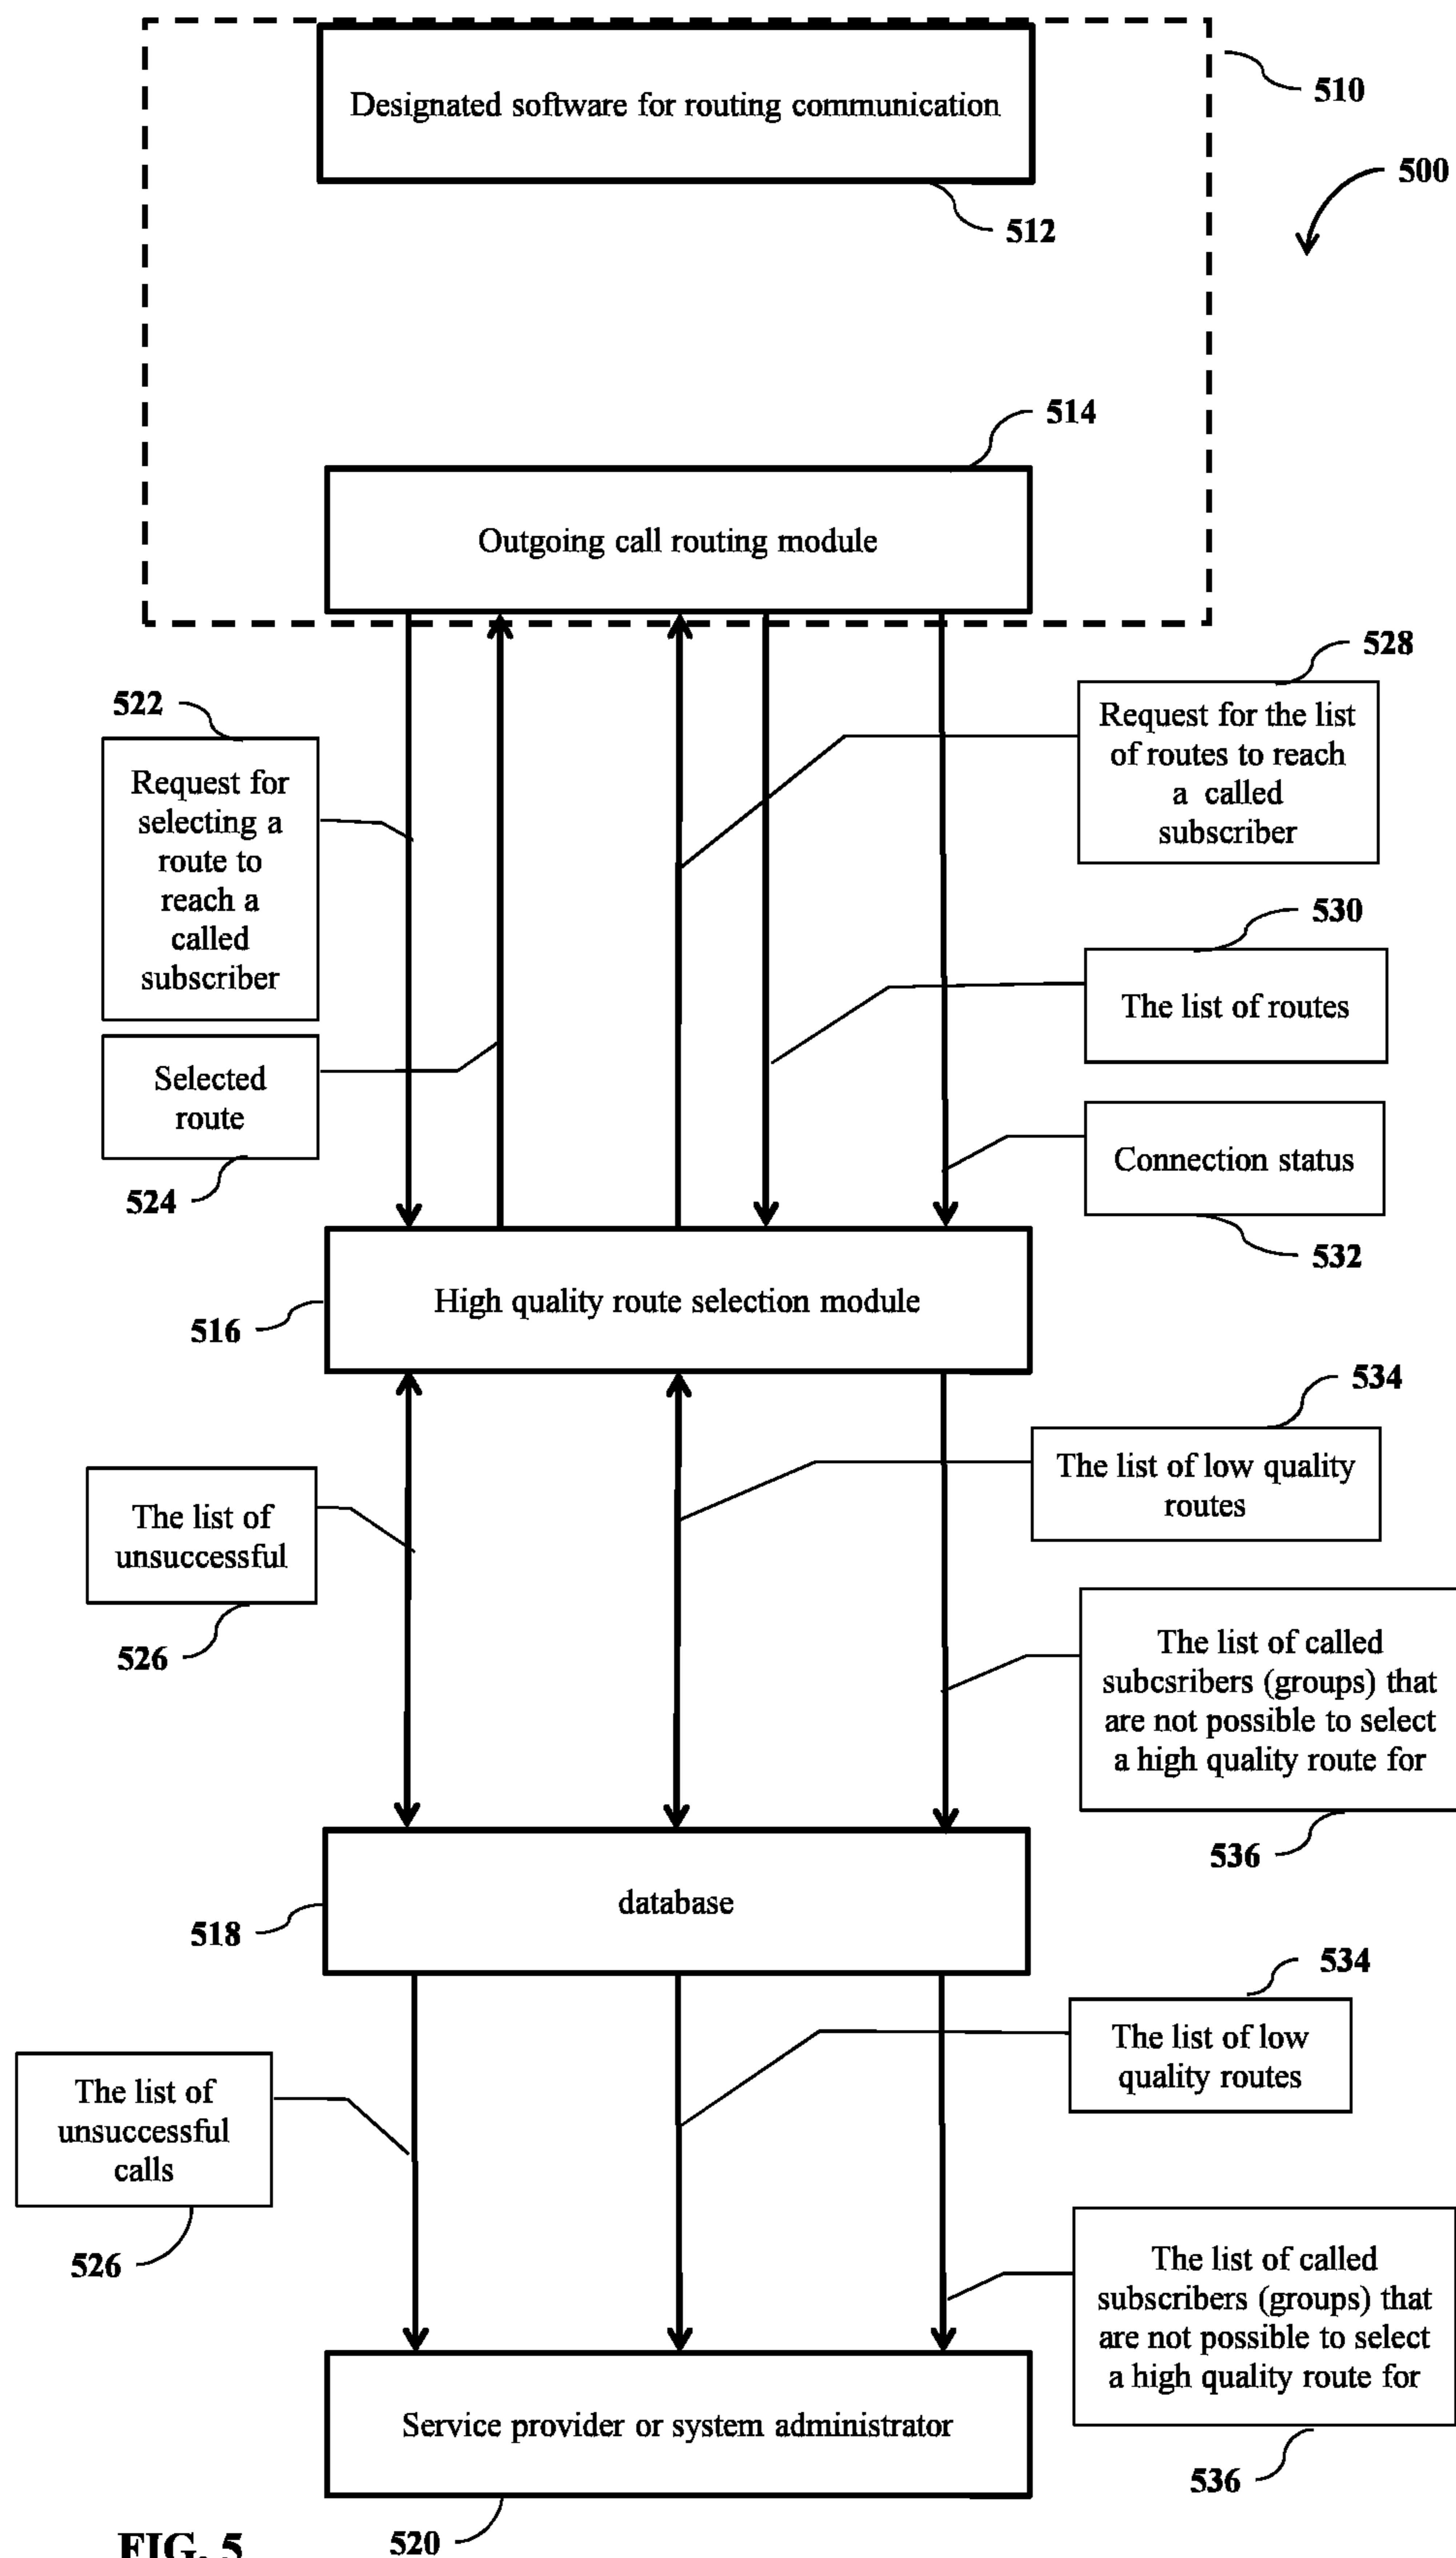 Designated software for routing communication
510
500
512
514
Outgoing call routing module
528
522
Request for the list
of routes to reach
a called
subscriber
Request for
selecting a
route to
reach a
called
subscriber
530
The list of routes
Selected
route
524
Connection status
532
High quality route selection module
516
534
The list of low quality
routes
The list of
unsuccessful
526
The list of called
subcsribers (groups) that
are not possible to select
a high quality route for
536
database
518
534
The list of low
quality routes
The list of
unsuccessful
calls
526
The list of called
subscribers (groups) that
are not possible to select
a high quality route for
536
Service provider or system administrator
520
FIG. 5